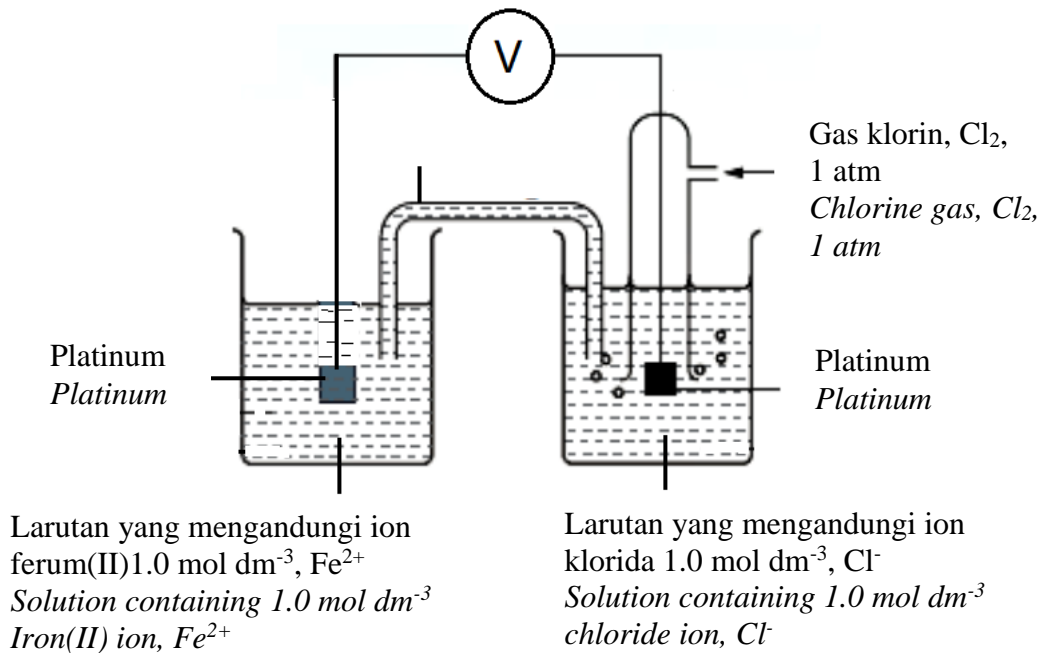 V
Gas klorin, Cl₂,
1 atm
Chlorine gas, Cl₂,
1 atm
Platinum
Platinum
Platinum
Platinum
Larutan yang mengandungi ion
ferum(II)1.0 mol dm⁻³, Fe²⁺
Solution containing 1.0 mol dm⁻³
Iron(II) ion, Fe²⁺
Larutan yang mengandungi ion
klorida 1.0 mol dm⁻³, Cl⁻
Solution containing 1.0 mol dm⁻³
chloride ion, Cl⁻